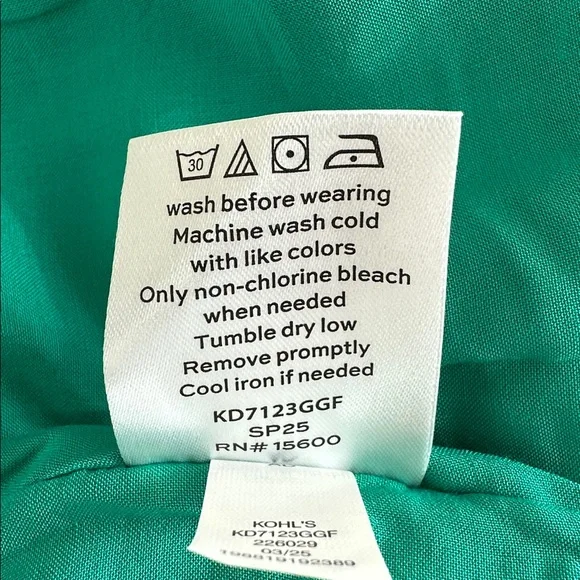 30
wash before wearing
Machine wash cold
with like colors
Only non-chlorine bleach
when needed
Tumble dry low
Remove promptly
Cool iron if needed
KD7123GGF
SP25
RN# 15600
KOHL'S
KD7123GGF
226029
03/25